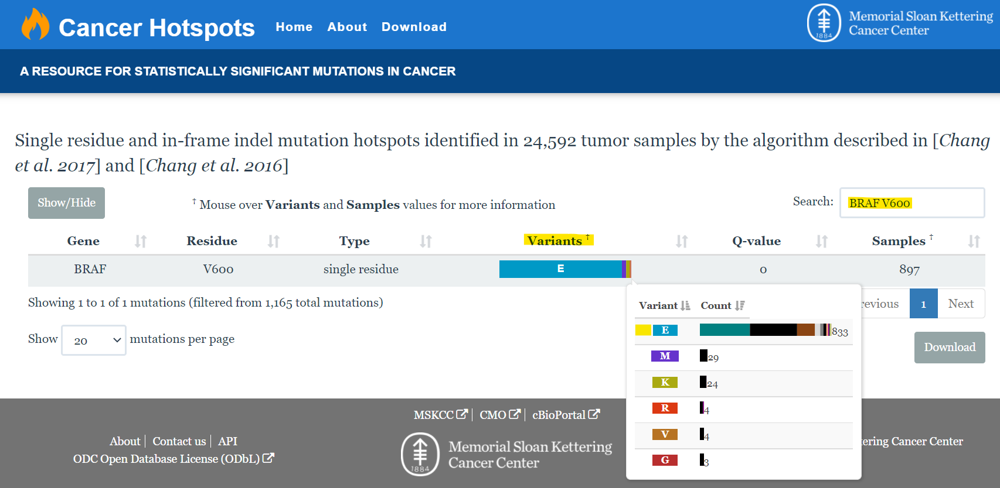 Cancer Hotspots Home About Download
Memorial Sloan Kettering
Cancer Center
1884
A RESOURCE FOR STATISTICALLY SIGNIFICANT MUTATIONS IN CANCER
Single residue and in-frame indel mutation hotspots identified in 24,592 tumor samples by the algorithm described in [Chang
et al. 2017] and [Chang et al. 2016]
Show/Hide
† Mouse over Variants and Samples values for more information
Search: BRAF V600
Gene Residue Type Variants † Q-value Samples †
BRAF V600 single residue E 0 897
Showing 1 to 1 of 1 mutations (filtered from 1,165 total mutations)
revious 1 Next
Show 20 mutations per page
Download
Variant Count
E 833
M 29
K 24
R 4
V 4
G 3
MSKCC CMO cBioPortal
About Contact us API
ODC Open Database License (ODbL)
1884
Memorial Sloan Kettering
Cancer Center
tering Cancer Center